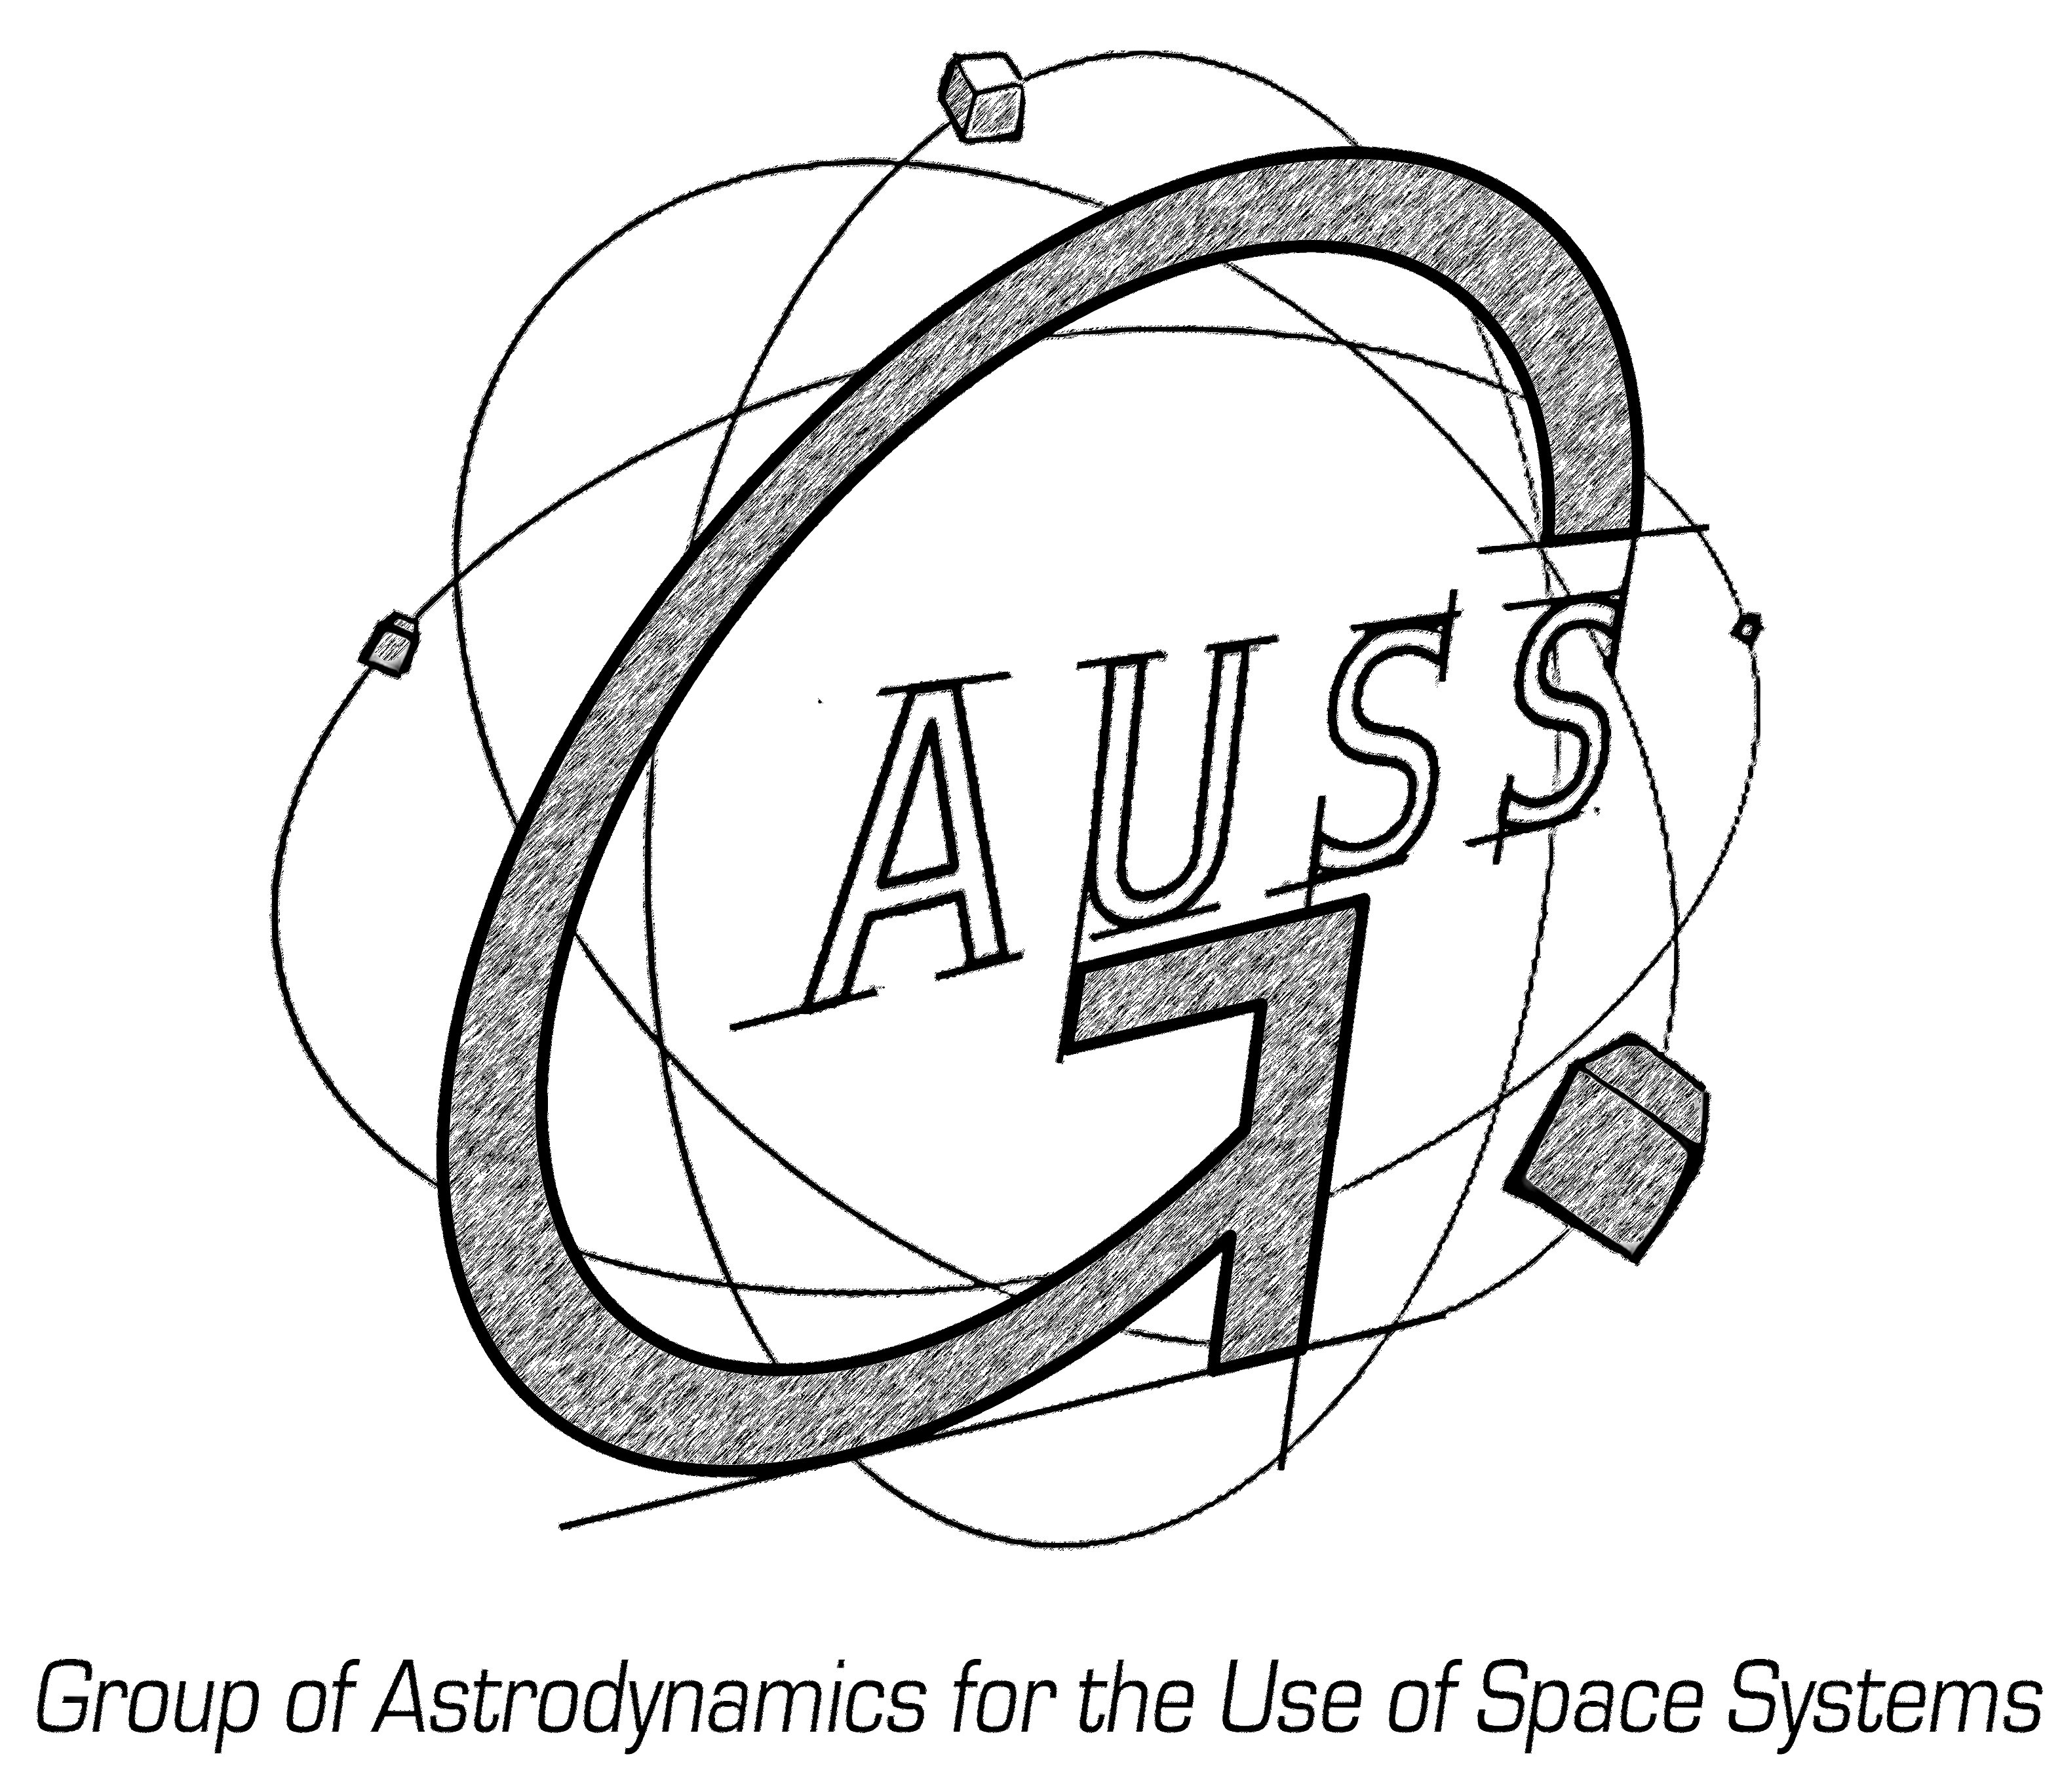 GAUSS
Group of Astrodynamics for the Use of Space Systems